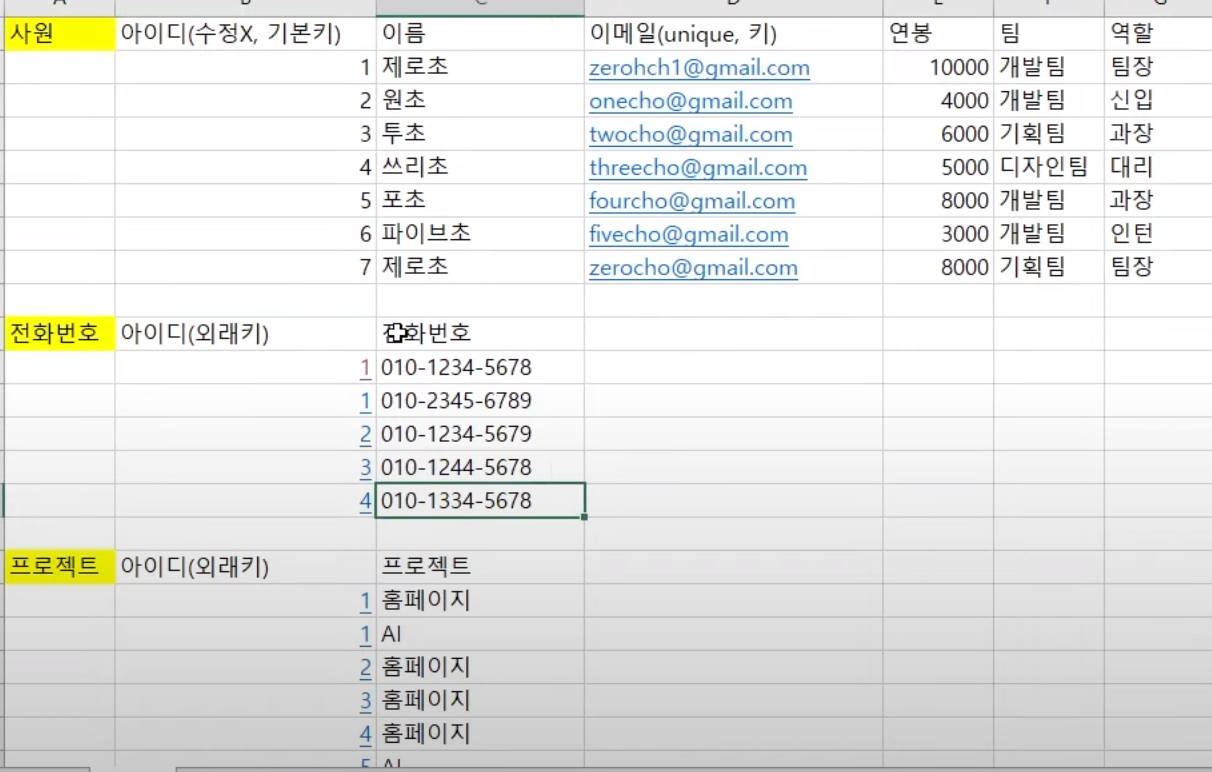 사원 아이디(수정X, 기본키) 이름 이메일(unique, 키) 연봉 팀 역할
1 제로초 zerohch1@gmail.com 10000 개발팀 팀장
2 원초 onecho@gmail.com 4000 개발팀 신입
3 투초 twocho@gmail.com 6000 기획팀 과장
4 쓰리초 threecho@gmail.com 5000 디자인팀 대리
5 포초 fourcho@gmail.com 8000 개발팀 과장
6 파이브초 fivecho@gmail.com 3000 개발팀 인턴
7 제로초 zerocho@gmail.com 8000 기획팀 팀장
전화번호 아이디(외래키) 전화번호
1 010-1234-5678
1 010-2345-6789
2 010-1234-5679
3 010-1244-5678
4 010-1334-5678
프로젝트 아이디(외래키) 프로젝트
1 홈페이지
1 AI
2 홈페이지
3 홈페이지
4 홈페이지
5 AI